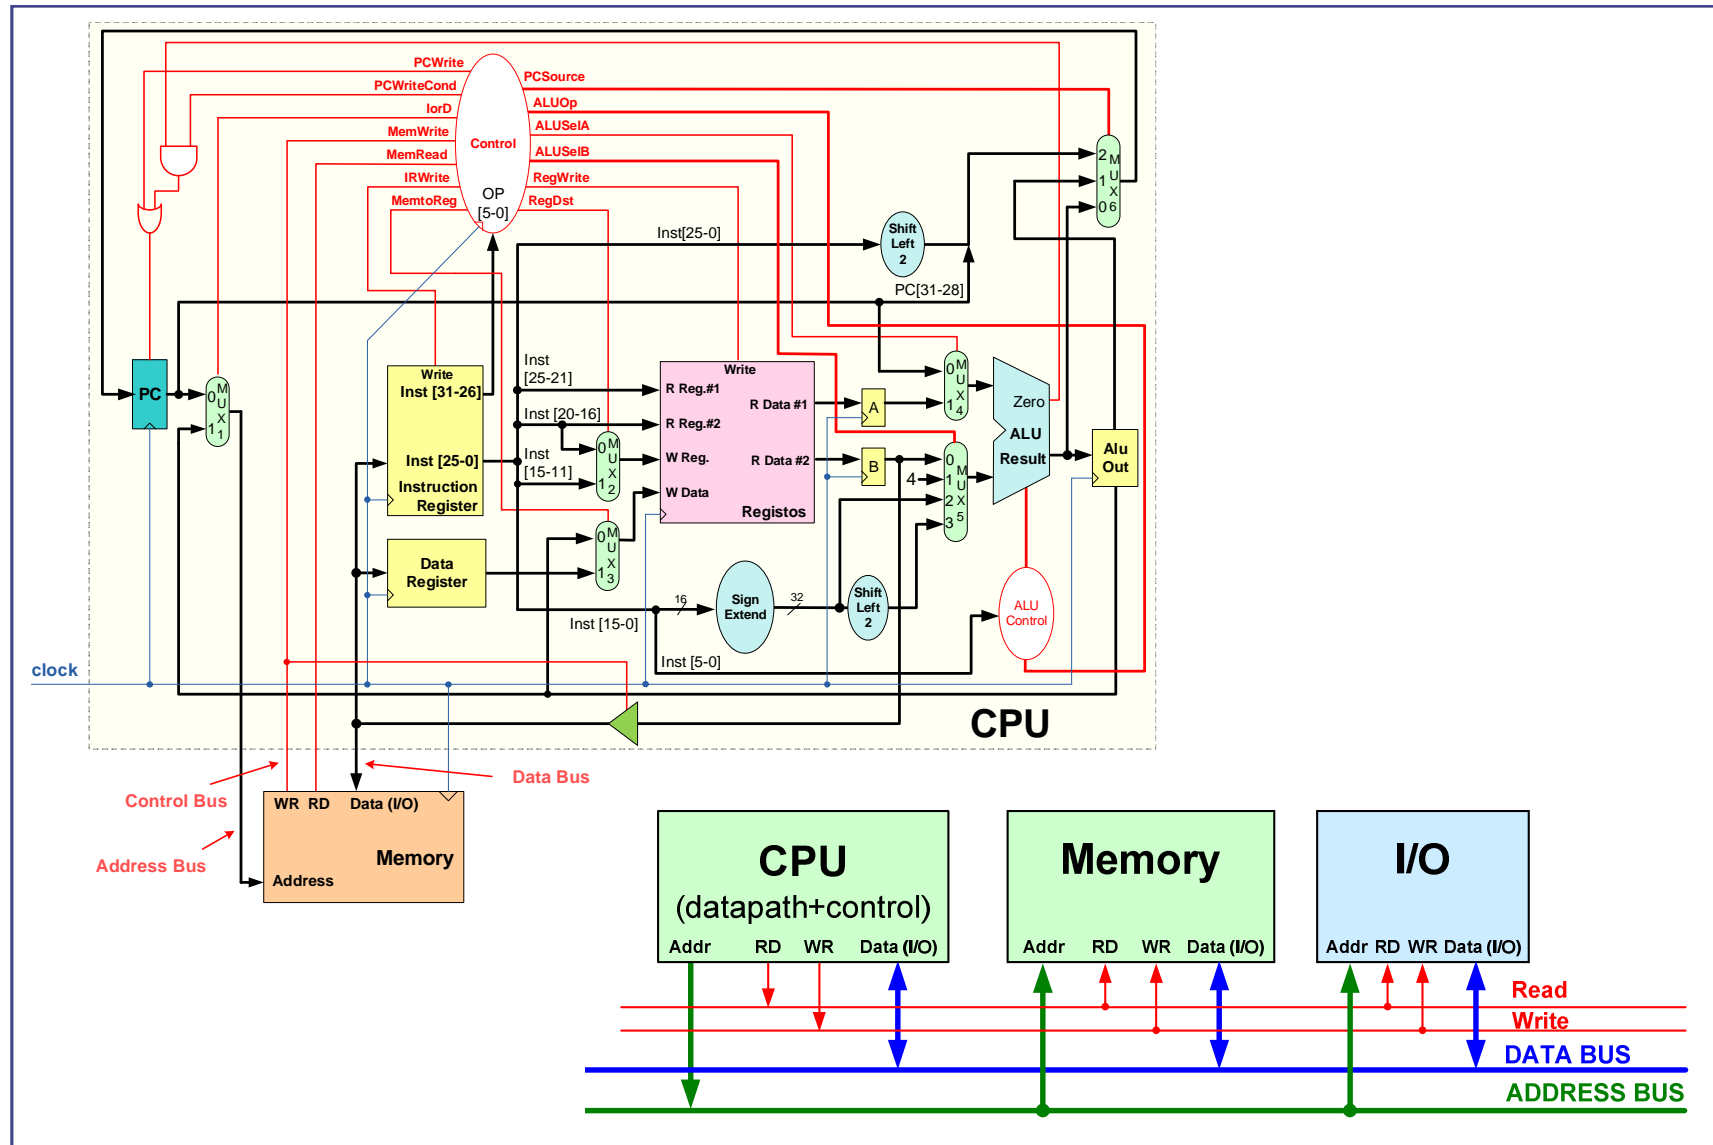 PCWrite
PCWriteCond
IorD
MemWrite
MemRead
IRWrite
MemtoReg
Control
OP
[5-0]
PCSource
ALUOp
ALUSelA
ALUSelB
RegWrite
RegDst
2
1
0
M
U
X
6
Inst[25-0]
Shift
Left
2
PC[31-28]
PC
0
1
M
U
X
1
Write
Inst [31-26]
Inst [25-0]
Instruction
Register
Data
Register
Inst
[25-21]
Inst [20-16]
Inst
[15-11]
0
1
M
U
X
2
0
1
M
U
X
3
Write
R Reg.#1
R Reg.#2
W Reg.
W Data
R Data #1
R Data #2
Registos
A
B
4
0
1
M
U
X
4
0
1
2
3
M
U
X
5
Zero
ALU
Result
Alu
Out
Inst [15-0]
16
Sign
Extend
32
Shift
Left
2
ALU
Control
Inst [5-0]
clock
CPU
Control Bus
Data Bus
Address Bus
WR RD Data (I/O)
Memory
Address
CPU
(datapath+control)
Addr RD WR Data (I/O)
Memory
Addr RD WR Data (I/O)
I/O
Addr RD WR Data (I/O)
Read
Write
DATA BUS
ADDRESS BUS